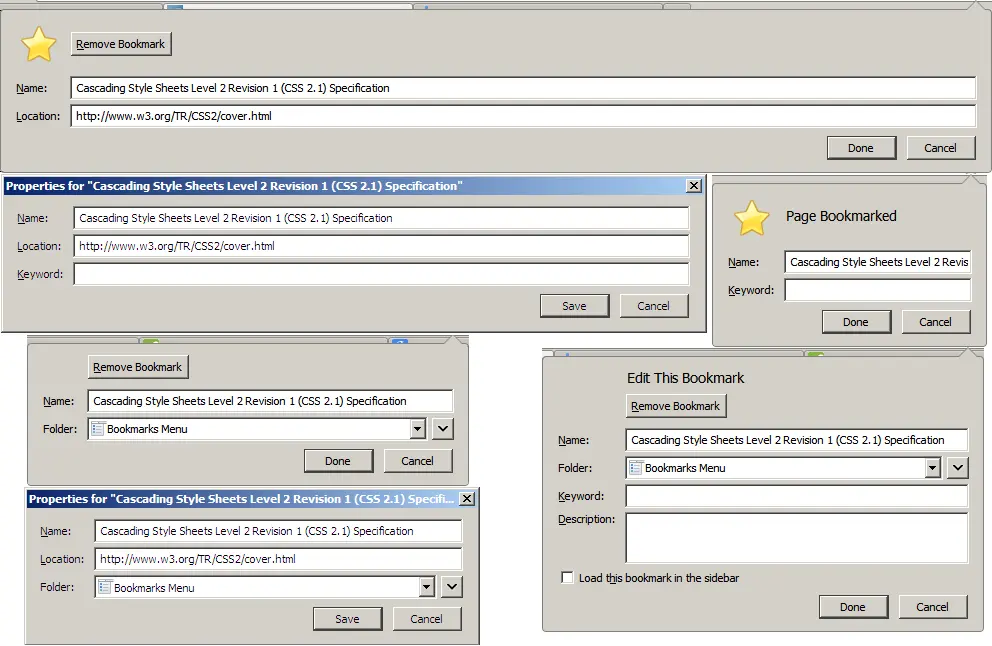 Remove Bookmark
Name: Cascading Style Sheets Level 2 Revision 1 (CSS 2.1) Specification
Location: http://www.w3.org/TR/CSS2/cover.html
Done Cancel
Properties for "Cascading Style Sheets Level 2 Revision 1 (CSS 2.1) Specification"
Name: Cascading Style Sheets Level 2 Revision 1 (CSS 2.1) Specification
Location: http://www.w3.org/TR/CSS2/cover.html
Keyword:
Save Cancel
Page Bookmarked
Name: Cascading Style Sheets Level 2 Revis
Keyword:
Done Cancel
Remove Bookmark
Name: Cascading Style Sheets Level 2 Revision 1 (CSS 2.1) Specification
Folder: Bookmarks Menu
Done Cancel
Properties for "Cascading Style Sheets Level 2 Revision 1 (CSS 2.1) Specifi...
Name: Cascading Style Sheets Level 2 Revision 1 (CSS 2.1) Specification
Location: http://www.w3.org/TR/CSS2/cover.html
Folder: Bookmarks Menu
Save Cancel
Edit This Bookmark
Remove Bookmark
Name: Cascading Style Sheets Level 2 Revision 1 (CSS 2.1) Specification
Folder: Bookmarks Menu
Keyword:
Description:
Load this bookmark in the sidebar
Done Cancel